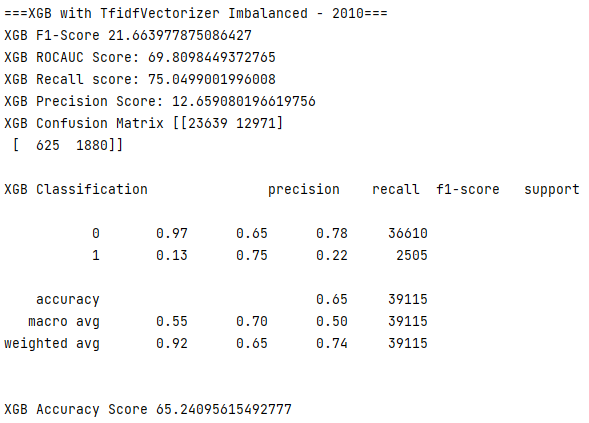 ===XGB with TfidfVectorizer Imbalanced - 2010===
XGB F1-Score 21.663977875086427
XGB ROCAUC Score: 69.8098449372765
XGB Recall score: 75.0499001996008
XGB Precision Score: 12.659080196619756
XGB Confusion Matrix [[23639 12971]
[ 625 1880]]
XGB Classification precision recall f1-score support
0 0.97 0.65 0.78 36610
1 0.13 0.75 0.22 2505
accuracy 0.65 39115
macro avg 0.55 0.70 0.50 39115
weighted avg 0.92 0.65 0.74 39115
XGB Accuracy Score 65.24095615492777